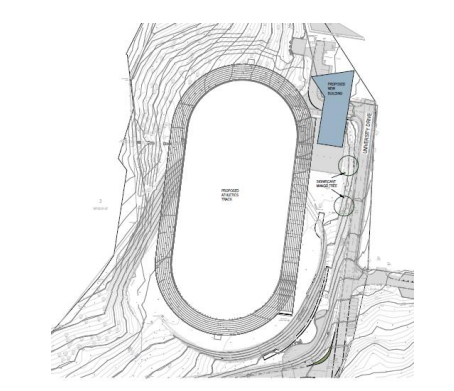 PROPOSED
NEW
BUILDING
UNIVERSITY DRIVE
SIGNIFICANT
MANGO TREE
PROPOSED
ATHLETICS
TRACK